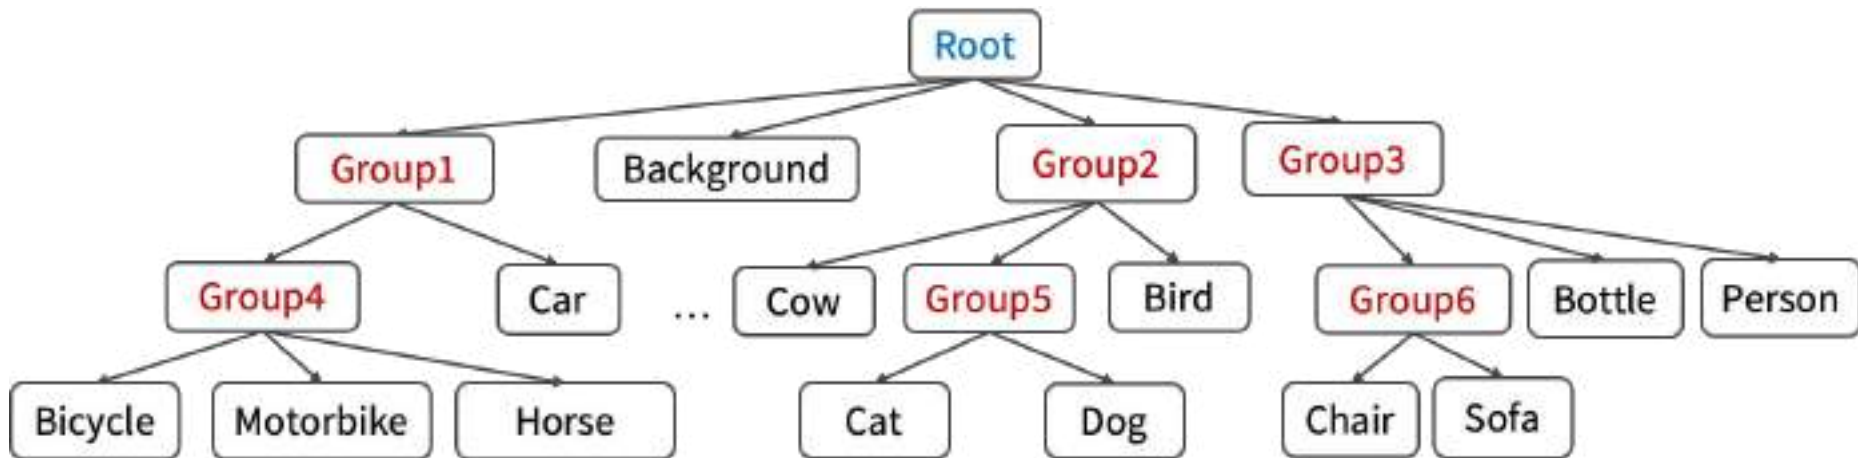 Root
Group1
Background
Group2
Group3
Group4
Car
...
Cow
Group5
Bird
Group6
Bottle
Person
Bicycle
Motorbike
Horse
Cat
Dog
Chair
Sofa